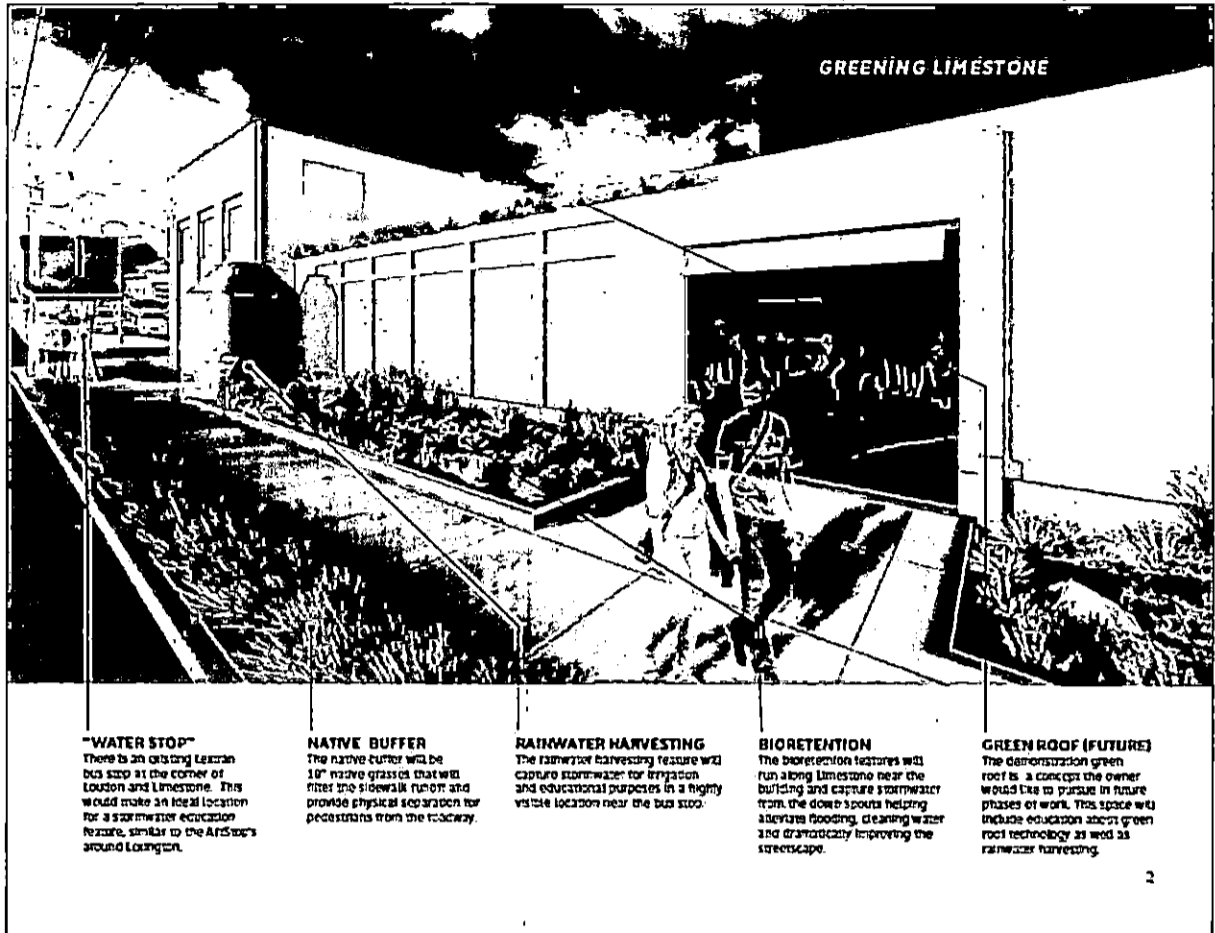 GREENING LIMESTONE
"WATER STOP"
There is an existing Lextran
bus stop at the corner of
Loudon and Limestone. This
would make an ideal location
for a stormwater education
feature, similar to the ArtStop's
around Lexington.
NATIVE BUFFER
The native buffer will be
native grasses that will
filter the sidewalk runoff and
provide physical separation for
pedestrians from the roadway.
RAINWATER HARVESTING
The rainwater harvesting feature will
capture stormwater for irrigation
and educational purposes in a highly
visible location near the bus stop.
BIORETENTION
The bioretention features will
run along Limestone near the
building and capture stormwater
from the down spouts helping
alleviate flooding, cleaning water
and dramatically improving the
streetscape.
GREEN ROOF (FUTURE)
The demonstration green
roof is a concept the owner
would like to pursue in future
phases of work. This space will
include education about green
roof technology as well as
rainwater harvesting.
2